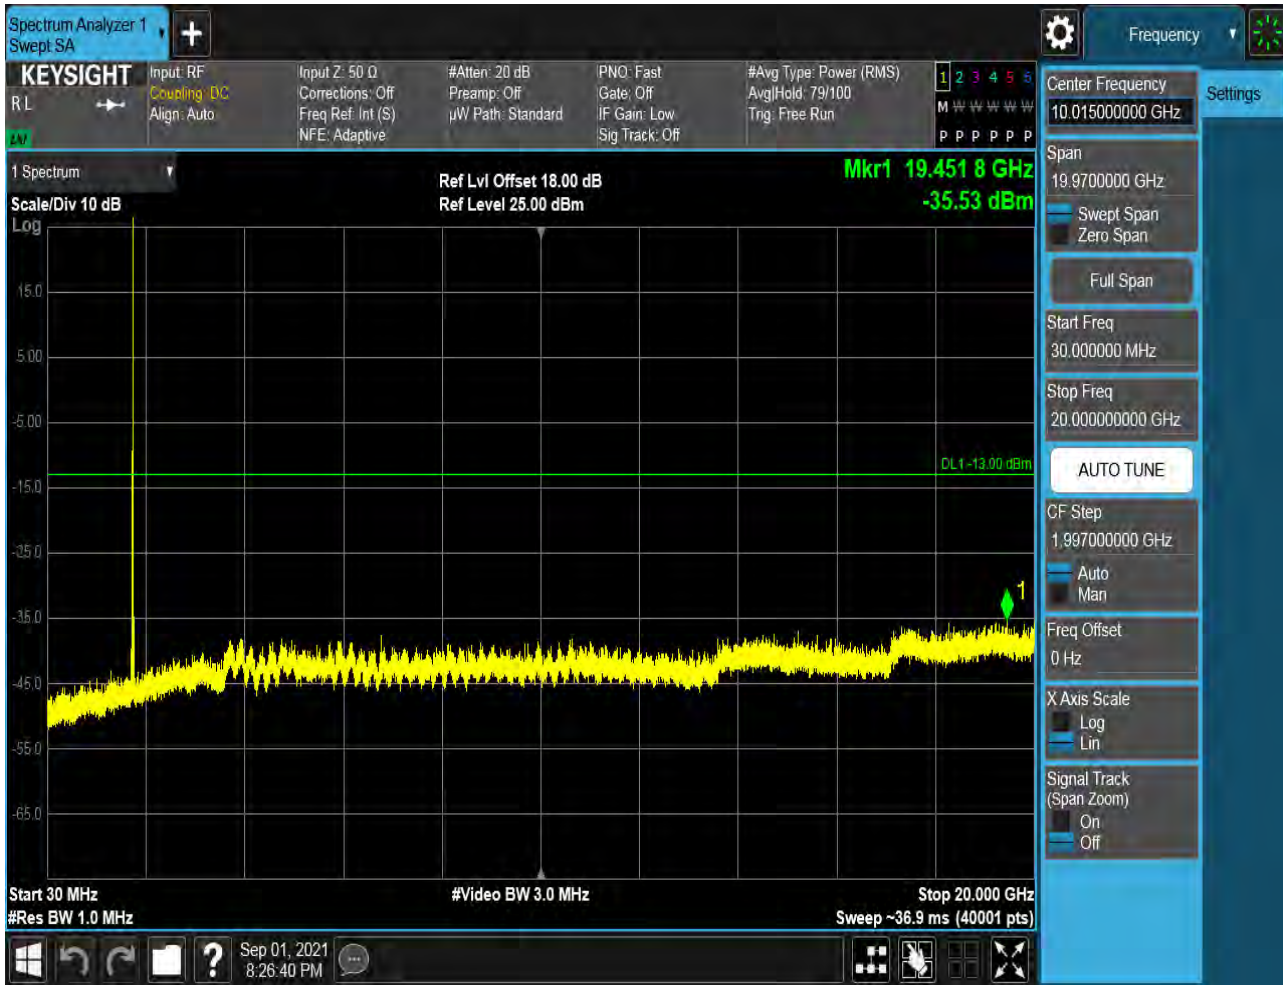 Spectrum Analyzer 1
Swept SA
Frequency
KEYSIGHT
R L
Input: RF
Coupling: DC
Align: Auto
Input Z: 50 Ω
Corrections: Off
Freq Ref: Int (S)
NFE: Adaptive
#Atten: 20 dB
Preamp: Off
µW Path: Standard
PNO: Fast
Gate: Off
IF Gain: Low
Sig Track: Off
#Avg Type: Power (RMS)
Avg|Hold: 79/100
Trig: Free Run
1 2 3 4 5 6
M W W W W W
P P P P P P
1 Spectrum
Scale/Div 10 dB
Log
Ref Lvl Offset 18.00 dB
Ref Level 25.00 dBm
Mkr1 19.451 8 GHz
-35.53 dBm
15.0
5.00
-5.00
-15.0
-25.0
-35.0
-45.0
-55.0
-65.0
DL1 -13.00 dBm
1
Start 30 MHz
#Res BW 1.0 MHz
#Video BW 3.0 MHz
Stop 20.000 GHz
Sweep ~36.9 ms (40001 pts)
Center Frequency
10.015000000 GHz
Settings
Span
19.9700000 GHz
Swept Span
Zero Span
Full Span
Start Freq
30.000000 MHz
Stop Freq
20.000000000 GHz
AUTO TUNE
CF Step
1.997000000 GHz
Auto
Man
Freq Offset
0 Hz
X Axis Scale
Log
Lin
Signal Track
(Span Zoom)
On
Off
?
Sep 01, 2021
8:26:40 PM